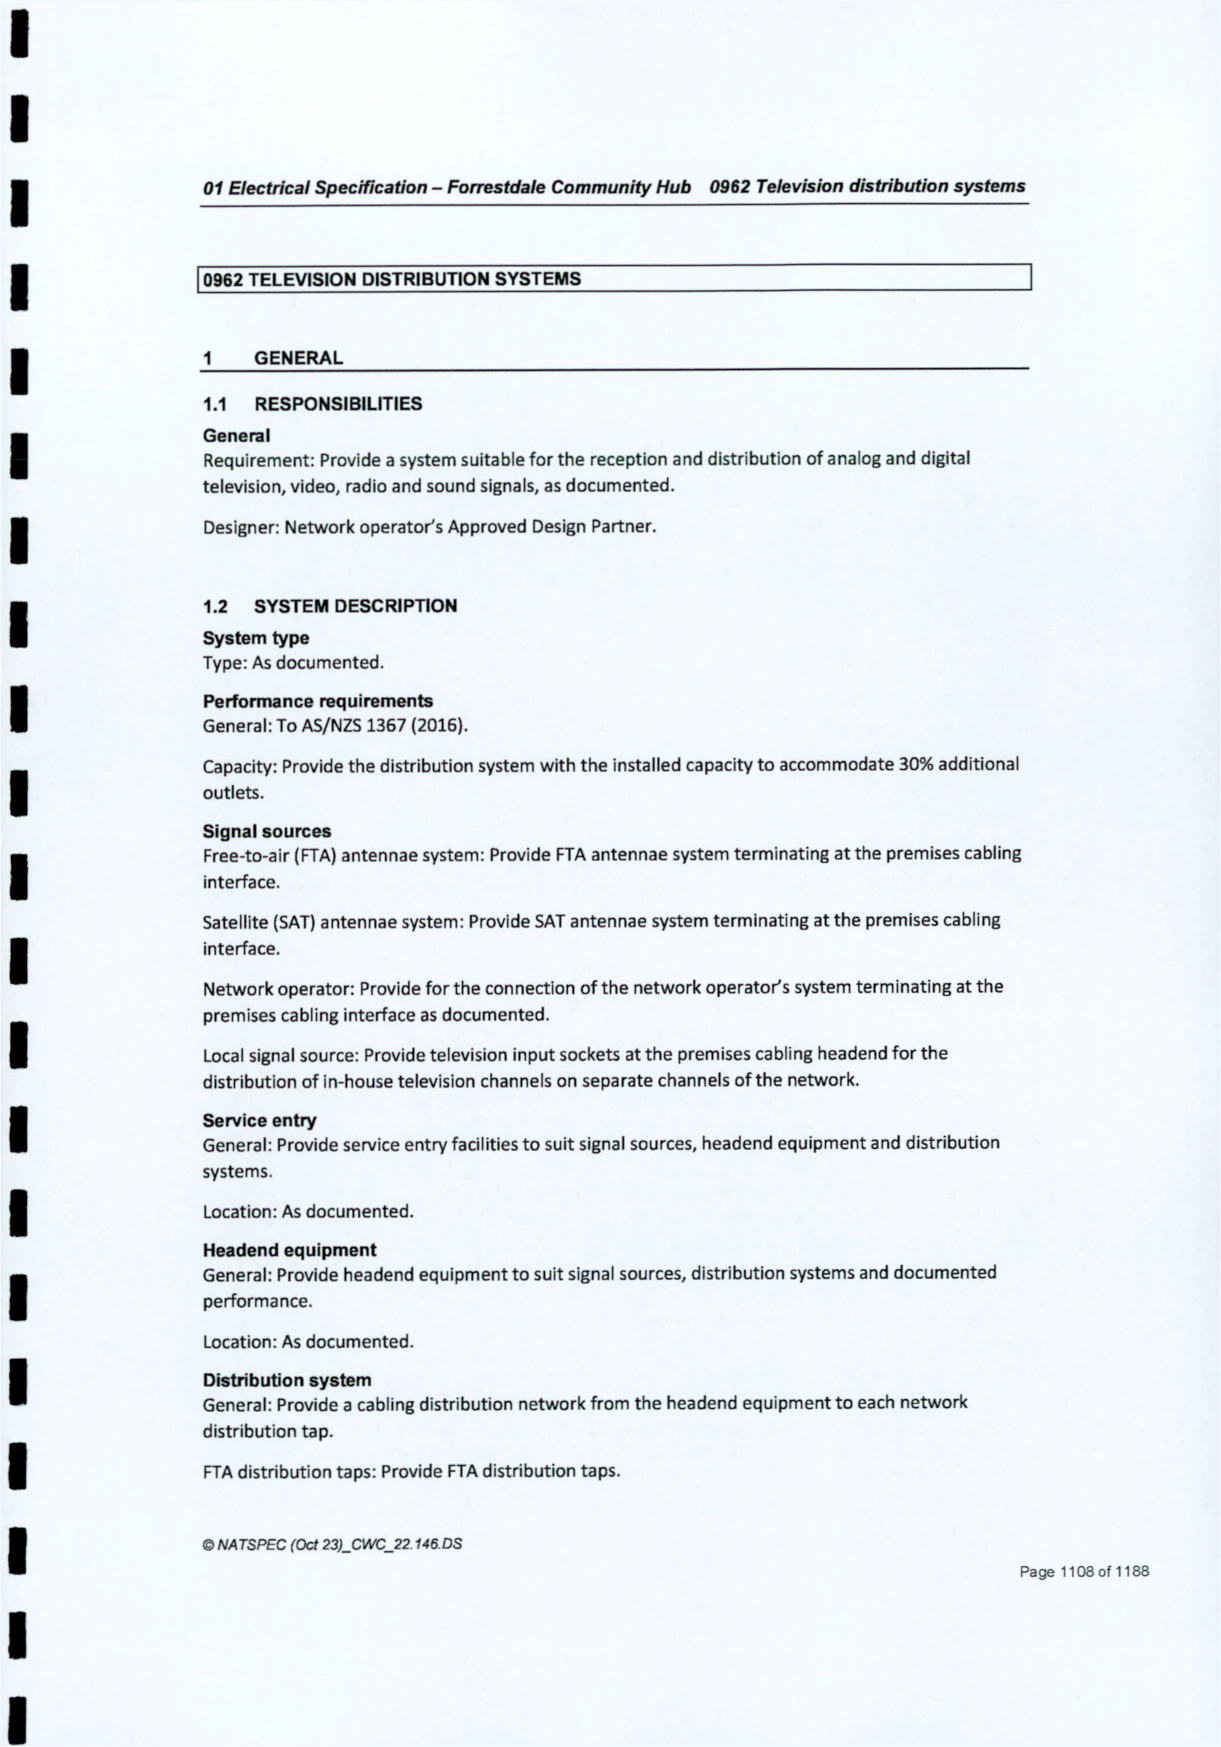 01 Electrical Specification – Forrestdale Community Hub 0962 Television distribution systems
0962 TELEVISION DISTRIBUTION SYSTEMS
1 GENERAL
1.1 RESPONSIBILITIES
General
Requirement: Provide a system suitable for the reception and distribution of analog and digital
television, video, radio and sound signals, as documented.
Designer: Network operator's Approved Design Partner.
1.2 SYSTEM DESCRIPTION
System type
Type: As documented.
Performance requirements
General: To AS/NZS 1367 (2016).
Capacity: Provide the distribution system with the installed capacity to accommodate 30% additional
outlets.
Signal sources
Free-to-air (FTA) antennae system: Provide FTA antennae system terminating at the premises cabling
interface.
Satellite (SAT) antennae system: Provide SAT antennae system terminating at the premises cabling
interface.
Network operator: Provide for the connection of the network operator's system terminating at the
premises cabling interface as documented.
Local signal source: Provide television input sockets at the premises cabling headend for the
distribution of in-house television channels on separate channels of the network.
Service entry
General: Provide service entry facilities to suit signal sources, headend equipment and distribution
systems.
Location: As documented.
Headend equipment
General: Provide headend equipment to suit signal sources, distribution systems and documented
performance.
Location: As documented.
Distribution system
General: Provide a cabling distribution network from the headend equipment to each network
distribution tap.
FTA distribution taps: Provide FTA distribution taps.
© NATSPEC (Oct 23)_CWC_22.146.DS
Page 1108 of 1188